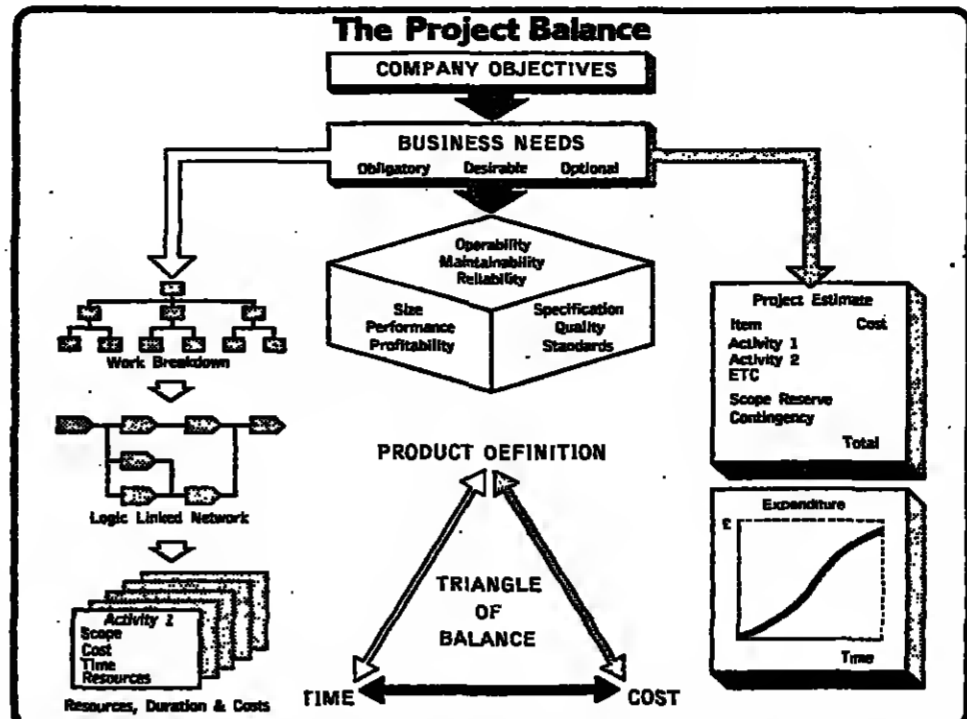 The Project Balance
COMPANY OBJECTIVES
BUSINESS NEEDS
Obligatory Desirable Optional
Operability
Maintainability
Reliability
Size
Performance
Profitability
Specification
Quality
Standards
Work Breakdown
Logic Linked Network
Activity 1
Scope
Cost
Time
Resources
Resources, Duration & Costs
PRODUCT DEFINITION
TRIANGLE
OF
BALANCE
TIME
COST
Project Estimate
Item Cost
Activity 1
Activity 2
ETC
Scope Reserve
Contingency
Total
Expenditure
£
Time